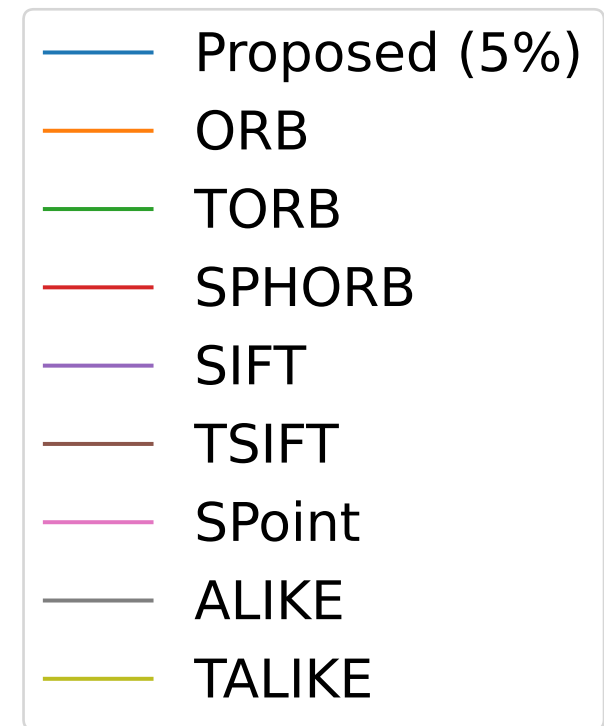 Proposed (5%)
ORB
TORB
SPHORB
SIFT
TSIFT
SPoint
ALIKE
TALIKE